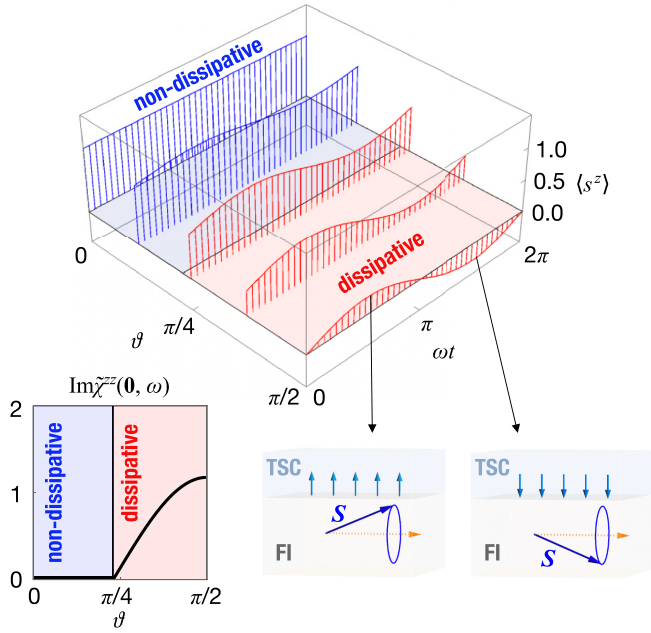 non-dissipative
1.0
0.5
⟨s^z⟩
0.0
0
dissipative
2π
π/4
π
ϑ
ωt
π/2
0
Imχ̃^{zz}(0, ω)
2
non-dissipative
dissipative
1
0
0
π/4
π/2
ϑ
TSC
S
FI
TSC
FI
S